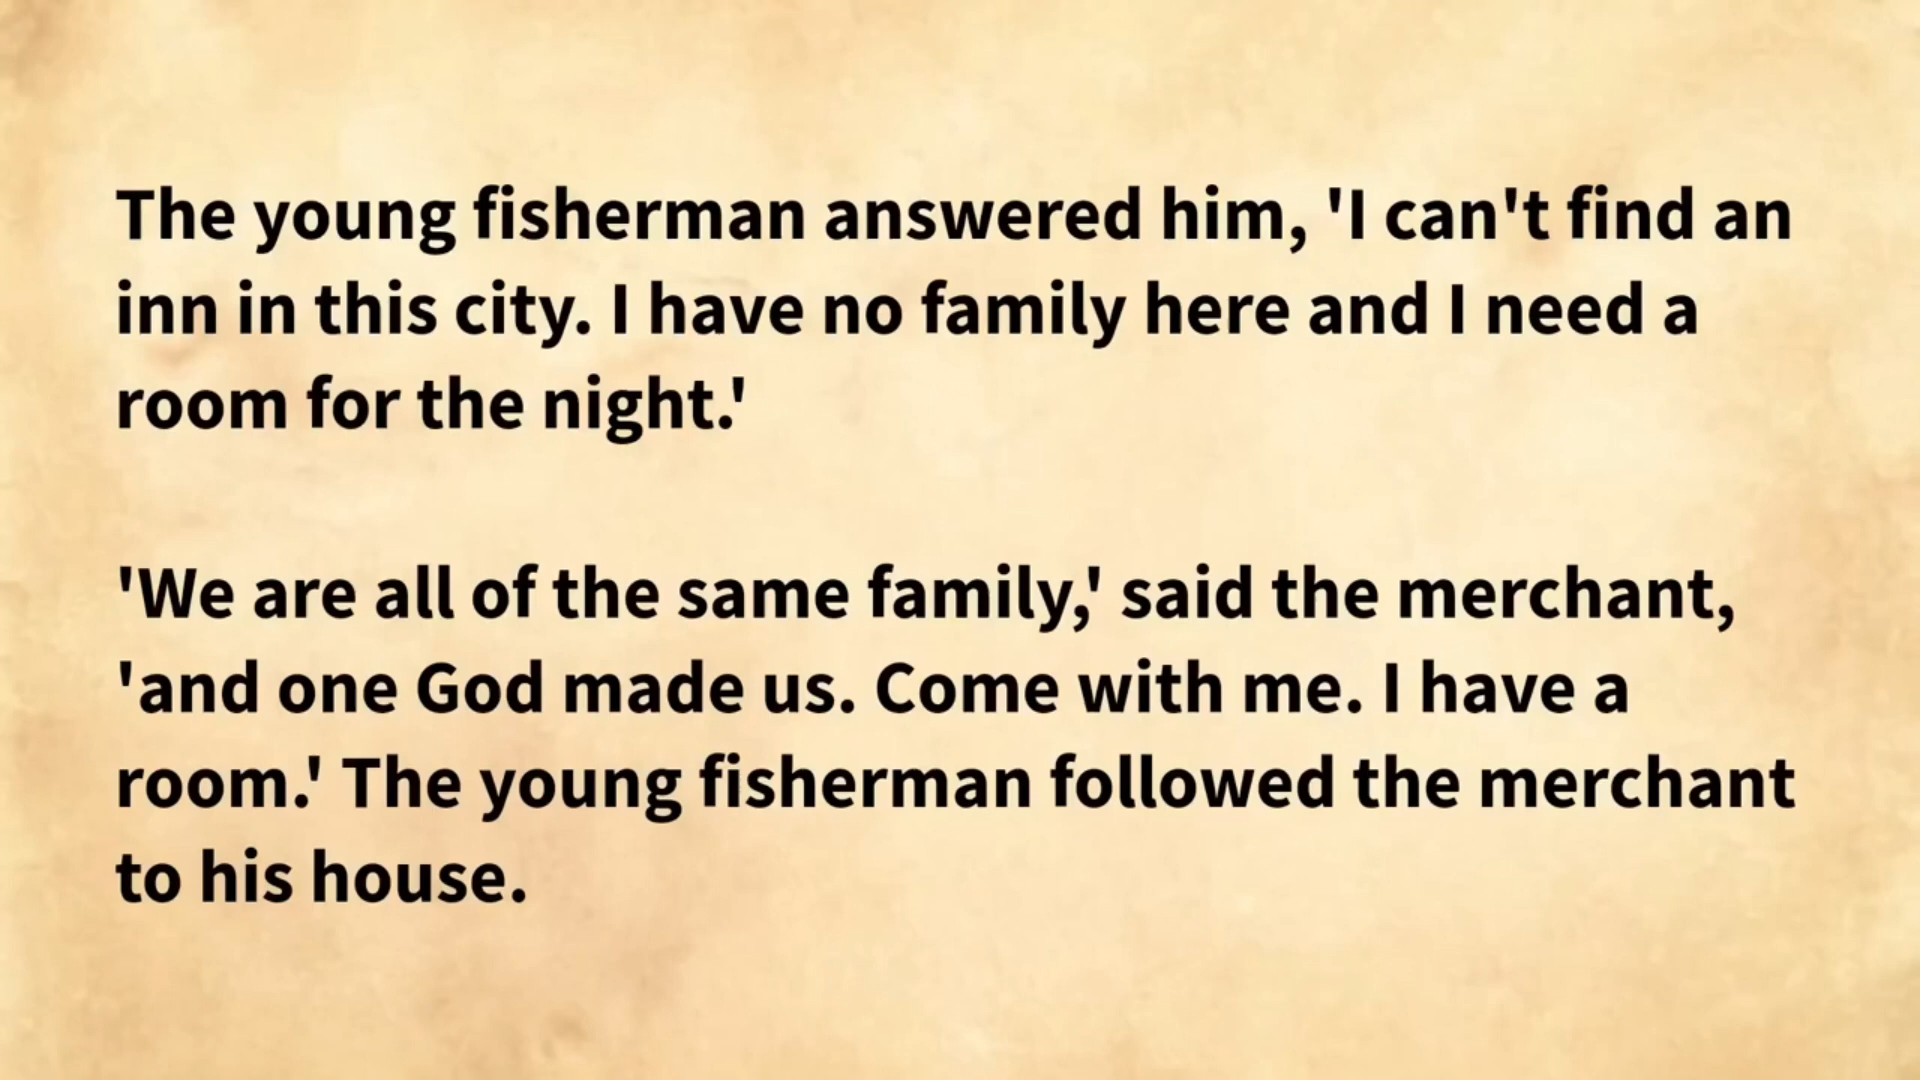 The young fisherman answered him, 'I can't find an
inn in this city. I have no family here and I need a
room for the night.'
'We are all of the same family,' said the merchant,
'and one God made us. Come with me. I have a
room.' The young fisherman followed the merchant
to his house.